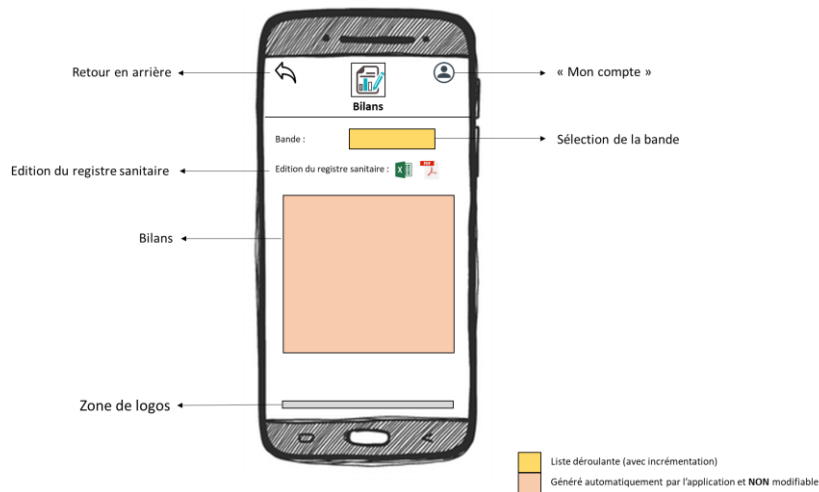 Retour en arrière
« Mon compte »
Bilans
Bande :
Sélection de la bande
Edition du registre sanitaire
Edition du registre sanitaire :
X
PDF
Bilans
Zone de logos
Liste déroulante (avec incrémentation)
Généré automatiquement par l'application et NON modifiable